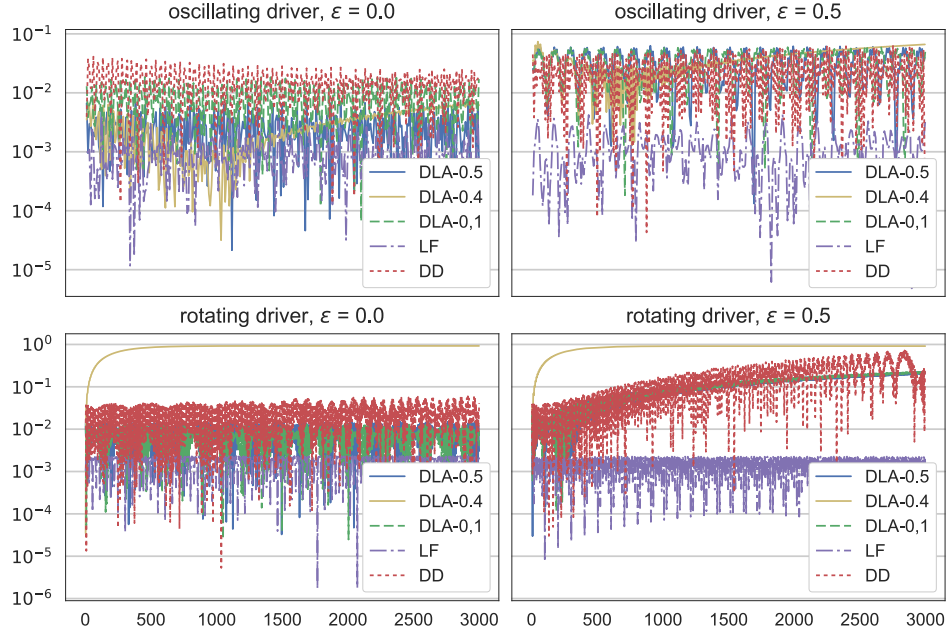 oscillating driver, ε = 0.0
oscillating driver, ε = 0.5
10⁻¹
10⁻²
10⁻³
10⁻⁴
10⁻⁵
DLA-0.5
DLA-0.4
DLA-0,1
LF
DD
DLA-0.5
DLA-0.4
DLA-0,1
LF
DD
rotating driver, ε = 0.0
rotating driver, ε = 0.5
10⁰
10⁻¹
10⁻²
10⁻³
10⁻⁴
10⁻⁵
10⁻⁶
DLA-0.5
DLA-0.4
DLA-0,1
LF
DD
DLA-0.5
DLA-0.4
DLA-0,1
LF
DD
0 500 1000 1500 2000 2500 3000
0 500 1000 1500 2000 2500 3000